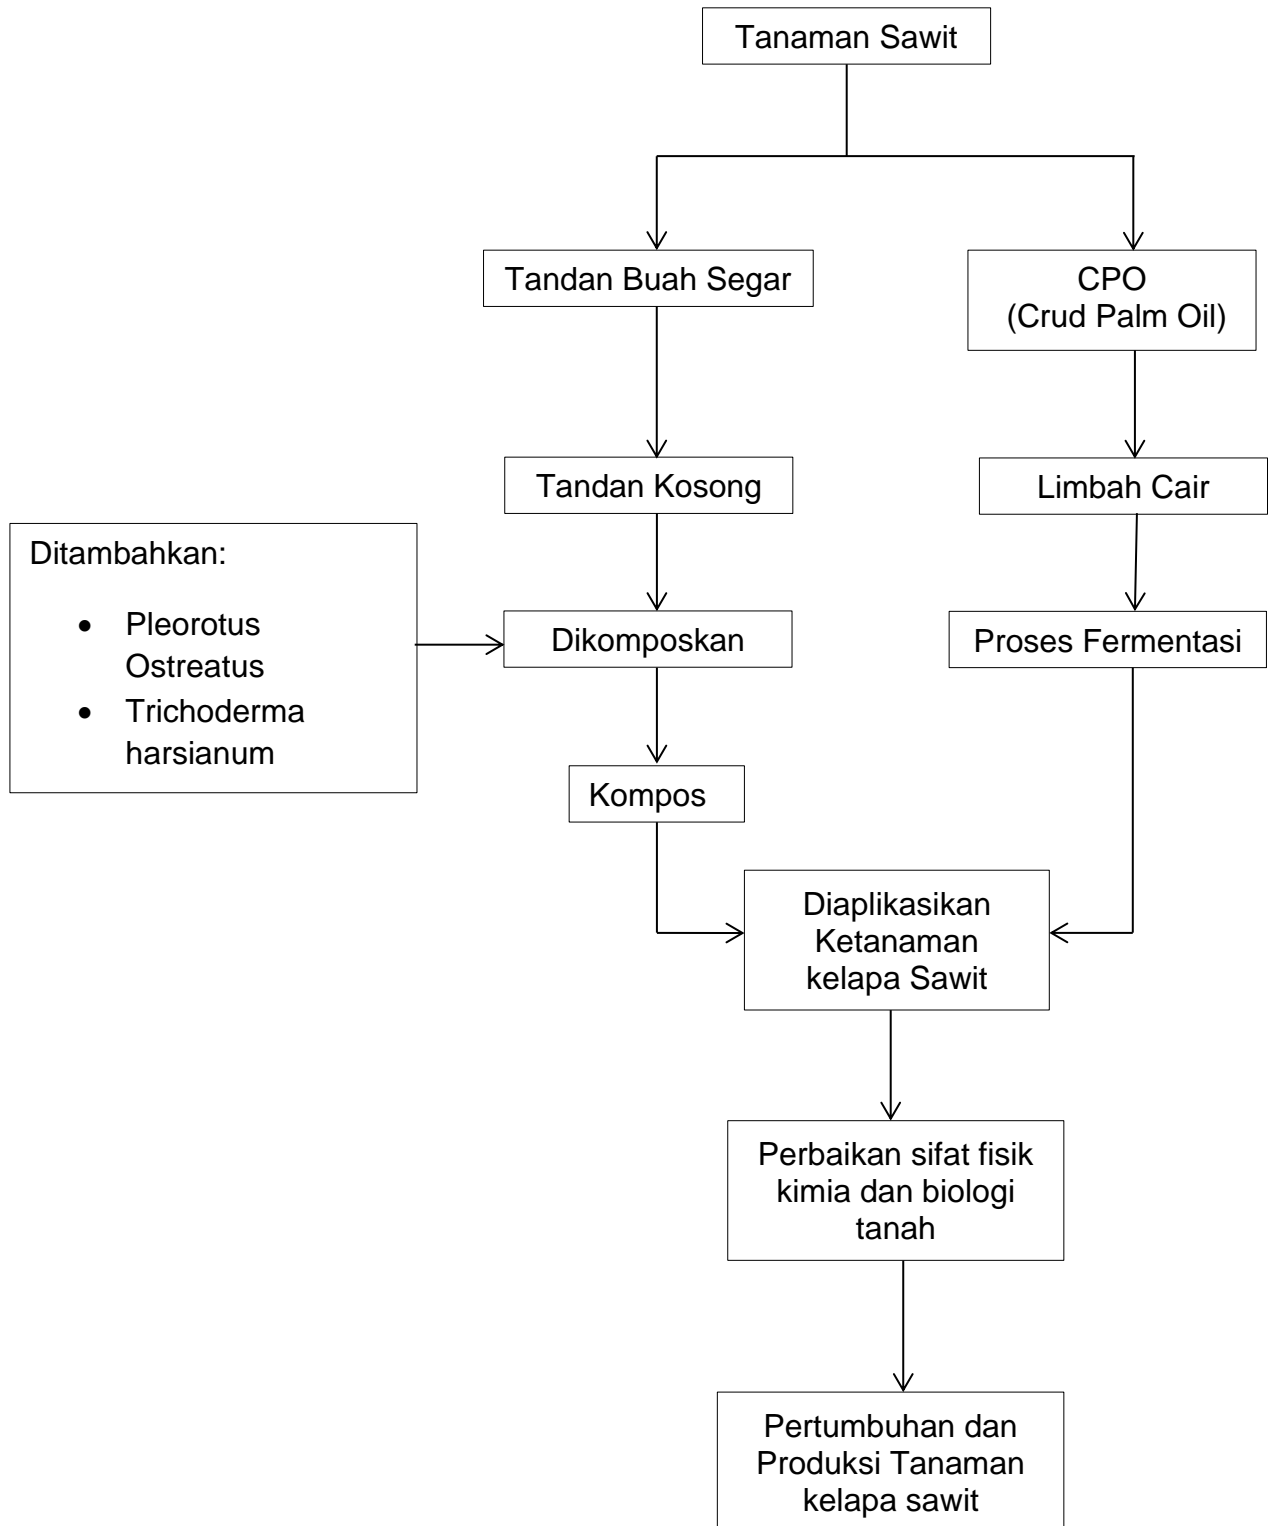 Tanaman Sawit
Tandan Buah Segar
CPO
(Crud Palm Oil)
Tandan Kosong
Limbah Cair
Ditambahkan:
• Pleorotus
Ostreatus
• Trichoderma
harsianum
Dikomposkan
Proses Fermentasi
Kompos
Diaplikasikan
Ketanaman
kelapa Sawit
Perbaikan sifat fisik
kimia dan biologi
tanah
Pertumbuhan dan
Produksi Tanaman
kelapa sawit